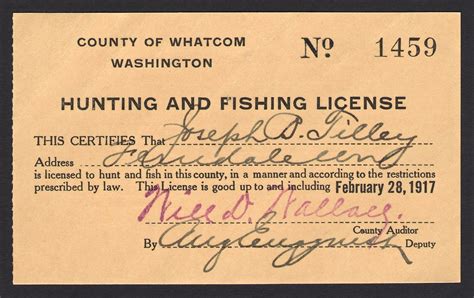 COUNTY OF WHATCOM
WASHINGTON
No 1459
HUNTING AND FISHING LICENSE
THIS CERTIFIES That Joseph B. Tilley
Address Ferndale Wn
is licensed to hunt and fish in this county, in a manner and according to the restrictions
prescribed by law. This License is good up to and including February 28, 1917
Will D. Wallace.
County Auditor
By Deputy